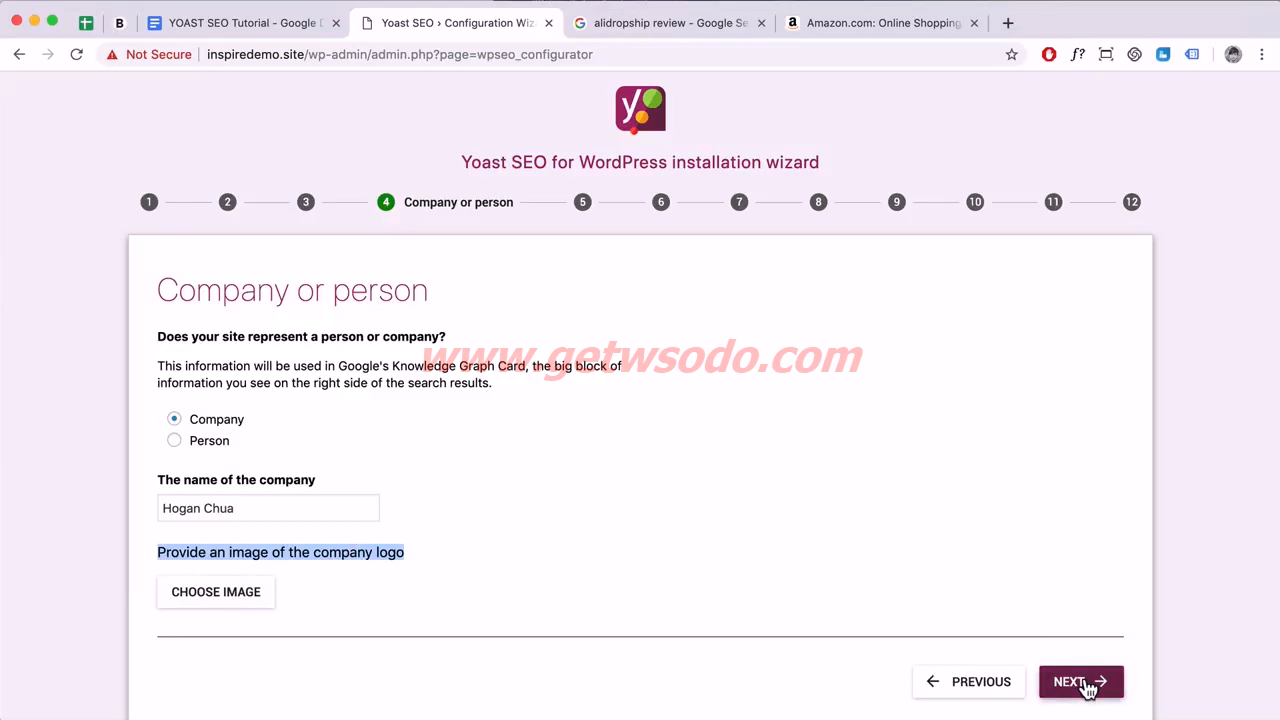 YOAST SEO Tutorial - Google D
Yoast SEO › Configuration Wiz
alidropship review - Google Se
Amazon.com: Online Shopping
Not Secure
inspiredemo.site/wp-admin/admin.php?page=wpseo_configurator
Yoast SEO for WordPress installation wizard
1 2 3 4 Company or person 5 6 7 8 9 10 11 12
Company or person
Does your site represent a person or company?
www.getwsodo.com
This information will be used in Google's Knowledge Graph Card, the big block of
information you see on the right side of the search results.
Company
Person
The name of the company
Hogan Chua
Provide an image of the company logo
CHOOSE IMAGE
PREVIOUS
NEXT